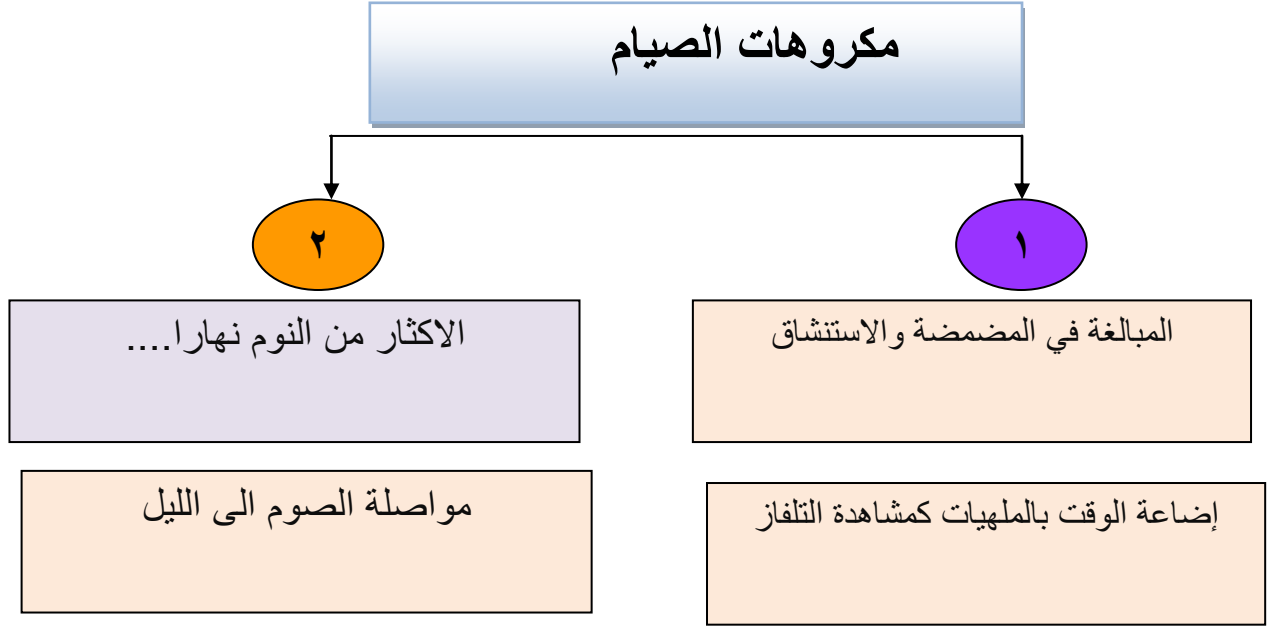 مكروهات الصيام
١
٢
المبالغة في المضمضة والاستنشاق
الاكثار من النوم نهارا....
إضاعة الوقت بالملهيات كمشاهدة التلفاز
مواصلة الصوم الى الليل